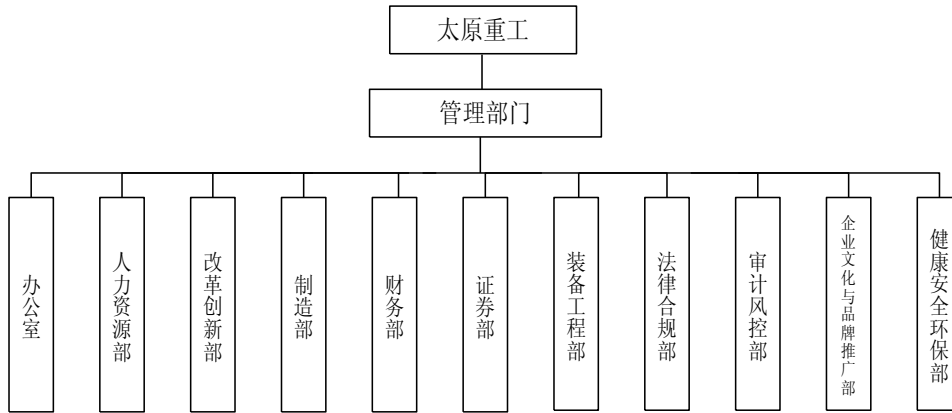 太原重工
管理部门
办公室
人力资源部
改革创新部
制造部
财务部
证券部
装备工程部
法律合规部
审计风控部
企业文化与品牌推广部
健康安全环保部